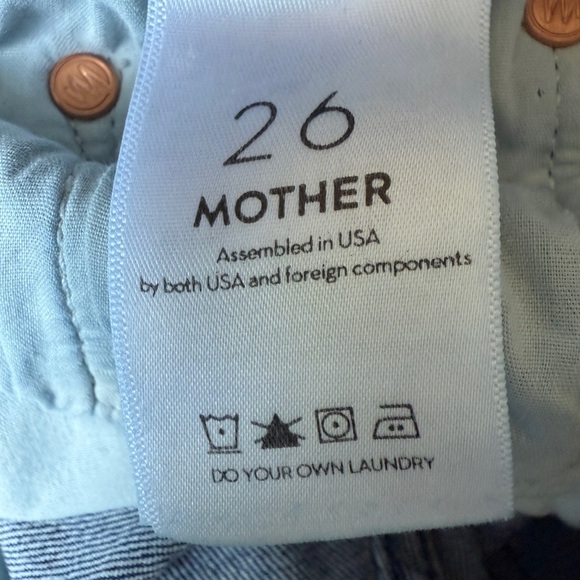 26
MOTHER
Assembled in USA
by both USA and foreign components
DO YOUR OWN LAUNDRY